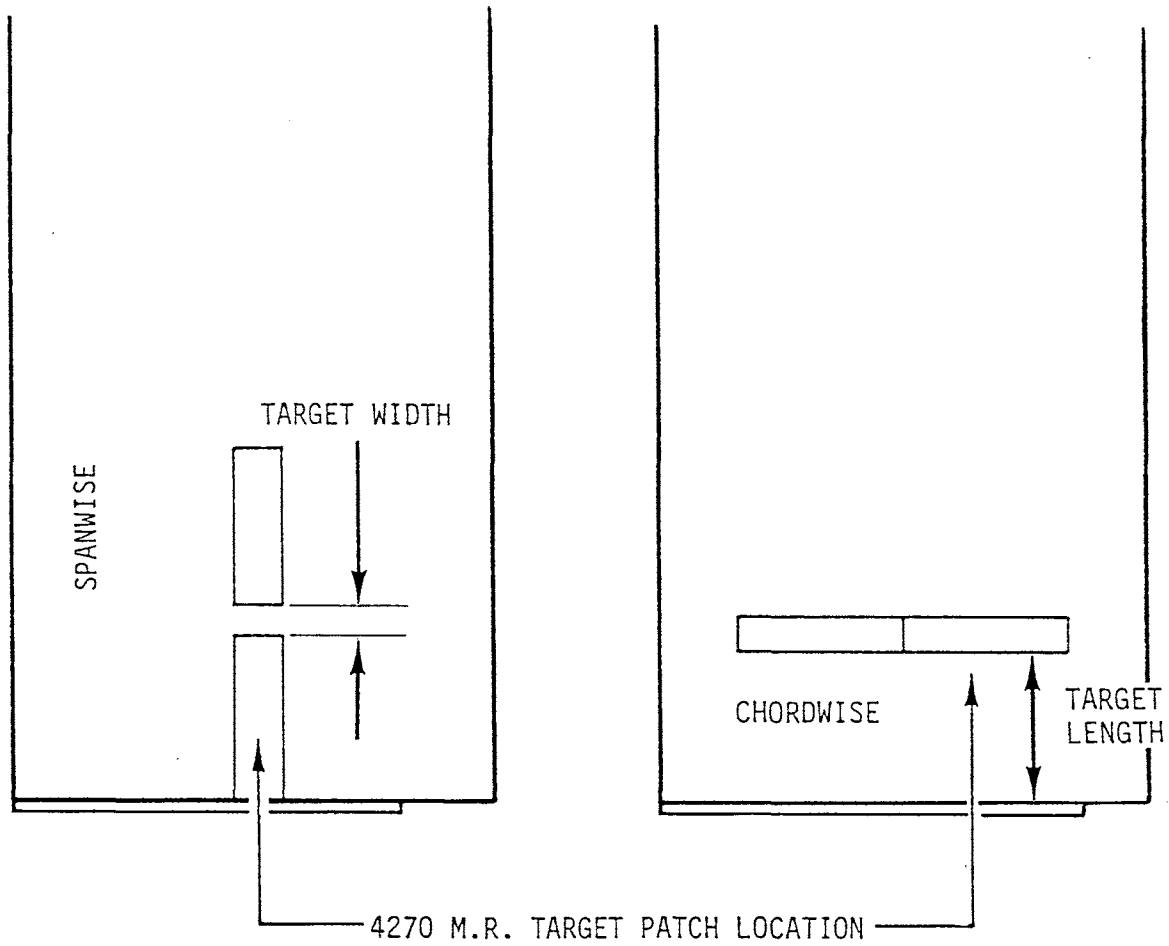 TARGET WIDTH
SPANWISE
CHORDWISE
TARGET
LENGTH
4270 M.R. TARGET PATCH LOCATION